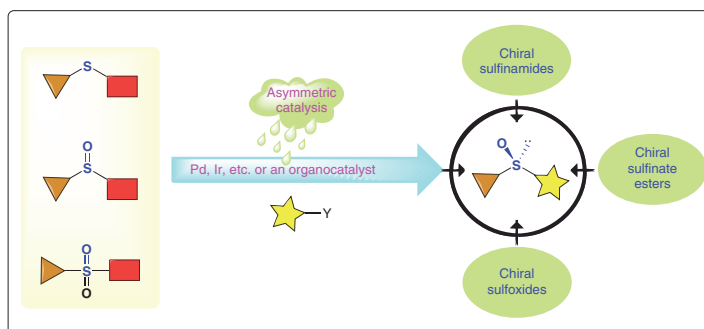 S
O
S
O
S
O
Asymmetric
catalysis
Pd, Ir, etc. or an organocatalyst
Y
Chiral
sulfinamides
O
S
Chiral
sulfinate
esters
Chiral
sulfoxides